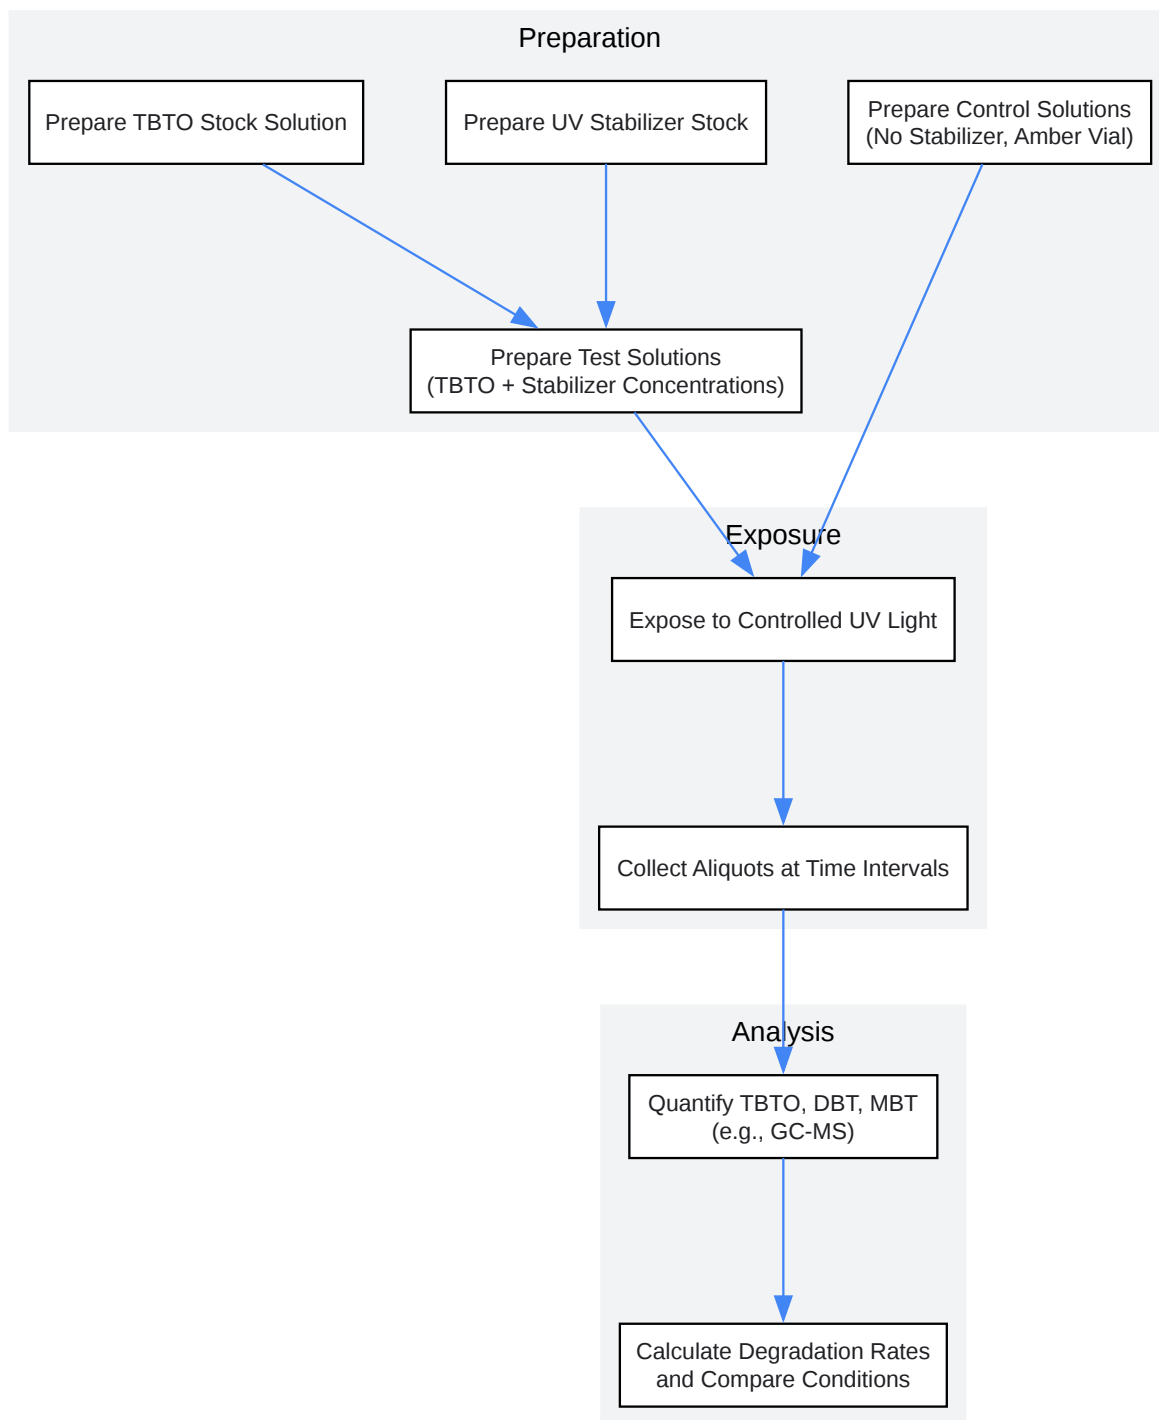 Preparation
Prepare TBTO Stock Solution
Prepare UV Stabilizer Stock
Prepare Control Solutions
(No Stabilizer, Amber Vial)
Prepare Test Solutions
(TBTO + Stabilizer Concentrations)
Exposure
Expose to Controlled UV Light
Collect Aliquots at Time Intervals
Analysis
Quantify TBTO, DBT, MBT
(e.g., GC-MS)
Calculate Degradation Rates
and Compare Conditions